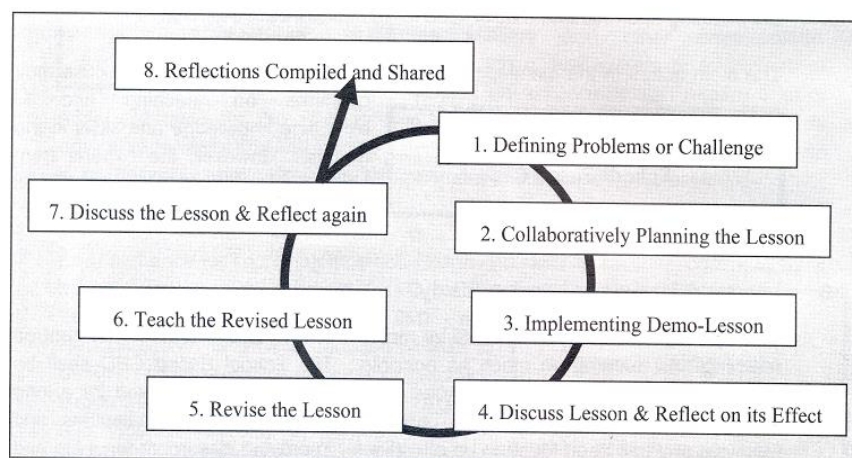 8. Reflections Compiled and Shared
1. Defining Problems or Challenge
7. Discuss the Lesson & Reflect again
2. Collaboratively Planning the Lesson
6. Teach the Revised Lesson
3. Implementing Demo-Lesson
5. Revise the Lesson
4. Discuss Lesson & Reflect on its Effect